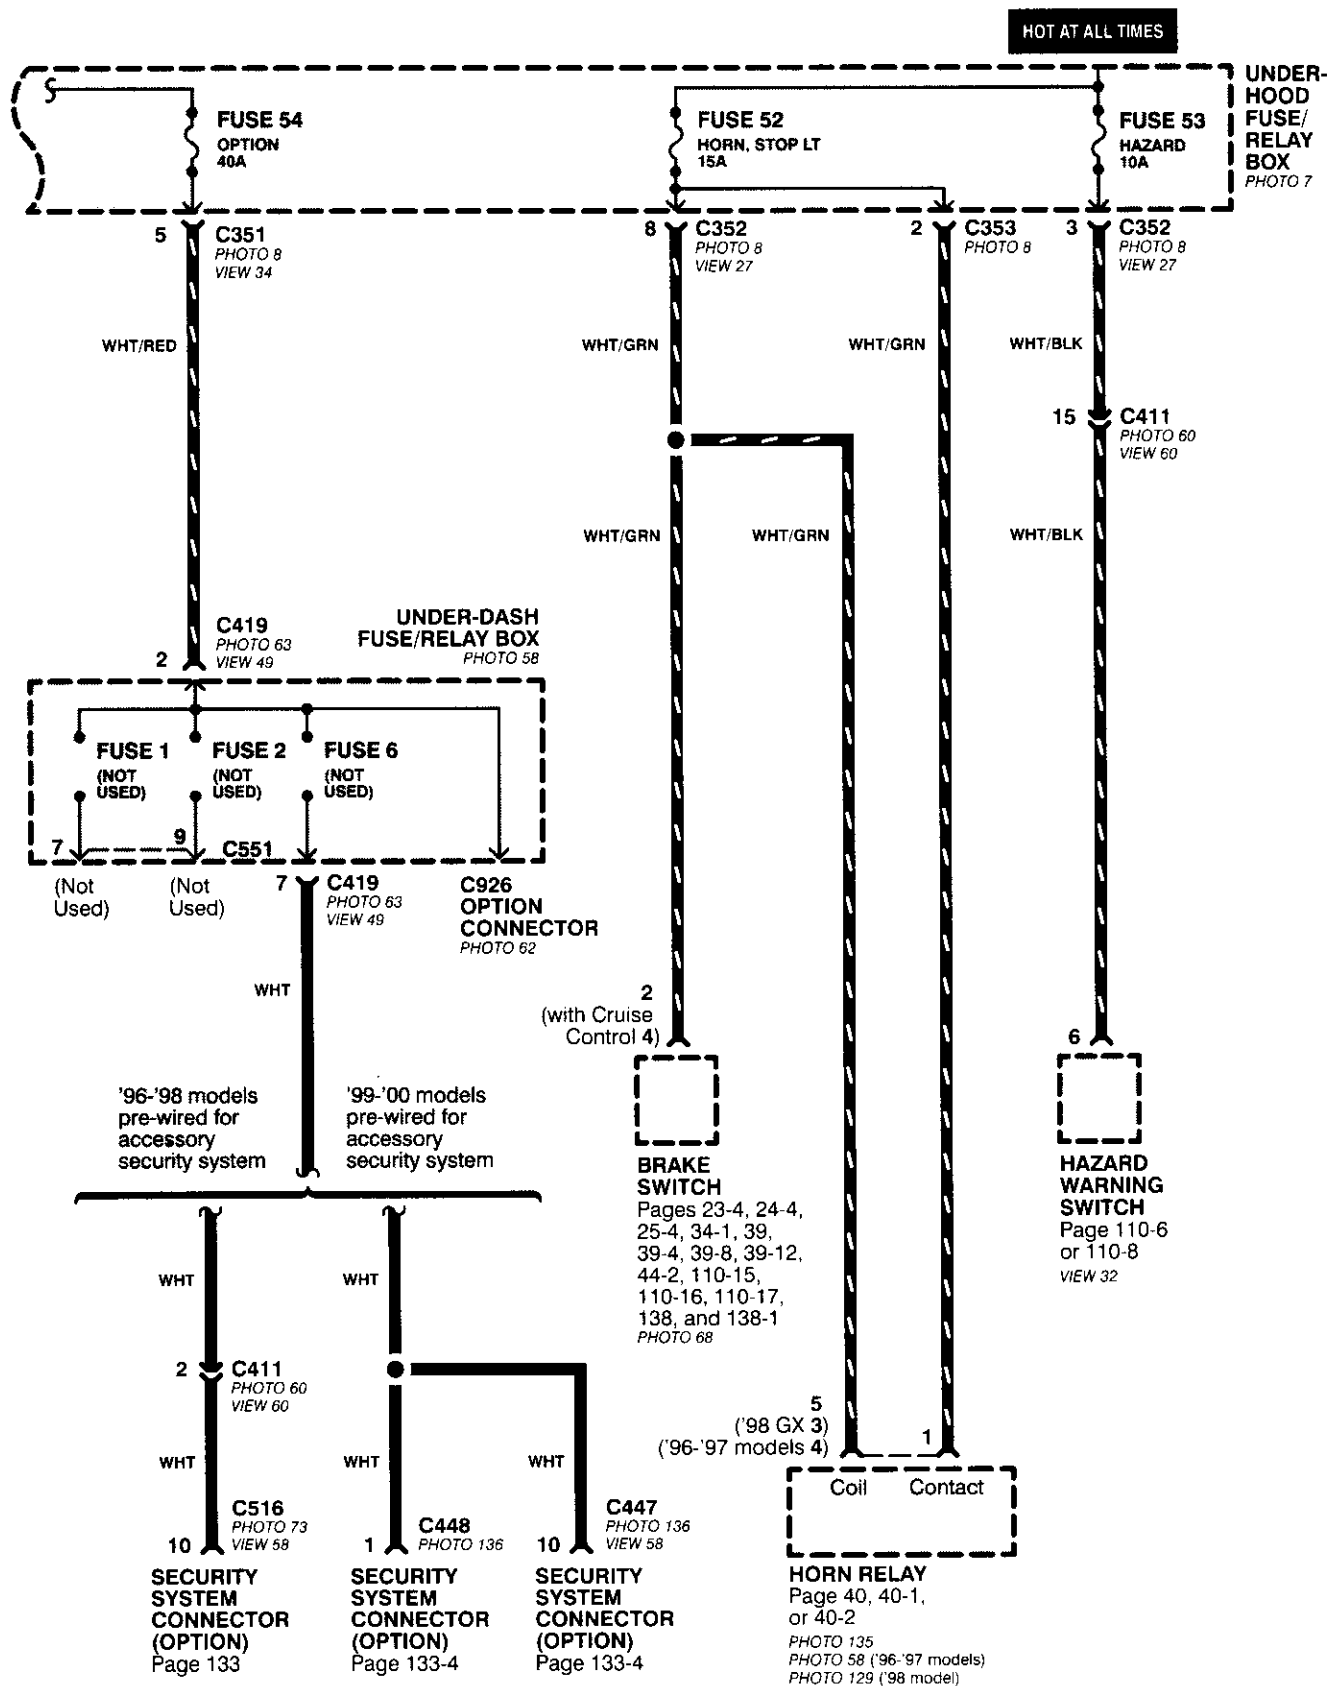 HOT AT ALL TIMES
UNDER-
HOOD
FUSE/
RELAY
BOX
PHOTO 7
FUSE 54
OPTION
40A
FUSE 52
HORN, STOP LT
15A
FUSE 53
HAZARD
10A
5
C351
PHOTO 8
VIEW 34
8
C352
PHOTO 8
VIEW 27
2
C353
PHOTO 8
3
C352
PHOTO 8
VIEW 27
WHT/RED
WHT/GRN
WHT/GRN
WHT/BLK
15
C411
PHOTO 60
VIEW 60
WHT/GRN
WHT/GRN
WHT/BLK
2
C419
PHOTO 63
VIEW 49
UNDER-DASH
FUSE/RELAY BOX
PHOTO 58
FUSE 1
(NOT
USED)
FUSE 2
(NOT
USED)
FUSE 6
(NOT
USED)
7
9
C551
(Not
Used)
(Not
Used)
7
C419
PHOTO 63
VIEW 49
C926
OPTION
CONNECTOR
PHOTO 62
WHT
2
(with Cruise
Control 4)
6
'96-'98 models
pre-wired for
accessory
security system
'99-'00 models
pre-wired for
accessory
security system
BRAKE
SWITCH
Pages 23-4, 24-4,
25-4, 34-1, 39,
39-4, 39-8, 39-12,
44-2, 110-15,
110-16, 110-17,
138, and 138-1
PHOTO 68
HAZARD
WARNING
SWITCH
Page 110-6
or 110-8
VIEW 32
WHT
WHT
2
C411
PHOTO 60
VIEW 60
WHT
WHT
WHT
5
('98 GX 3)
('96-'97 models 4)
1
Coil
Contact
10
C516
PHOTO 73
VIEW 58
1
C448
PHOTO 136
10
C447
PHOTO 136
VIEW 58
SECURITY
SYSTEM
CONNECTOR
(OPTION)
Page 133
SECURITY
SYSTEM
CONNECTOR
(OPTION)
Page 133-4
SECURITY
SYSTEM
CONNECTOR
(OPTION)
Page 133-4
HORN RELAY
Page 40, 40-1,
or 40-2
PHOTO 135
PHOTO 58 ('96-'97 models)
PHOTO 129 ('98 model)